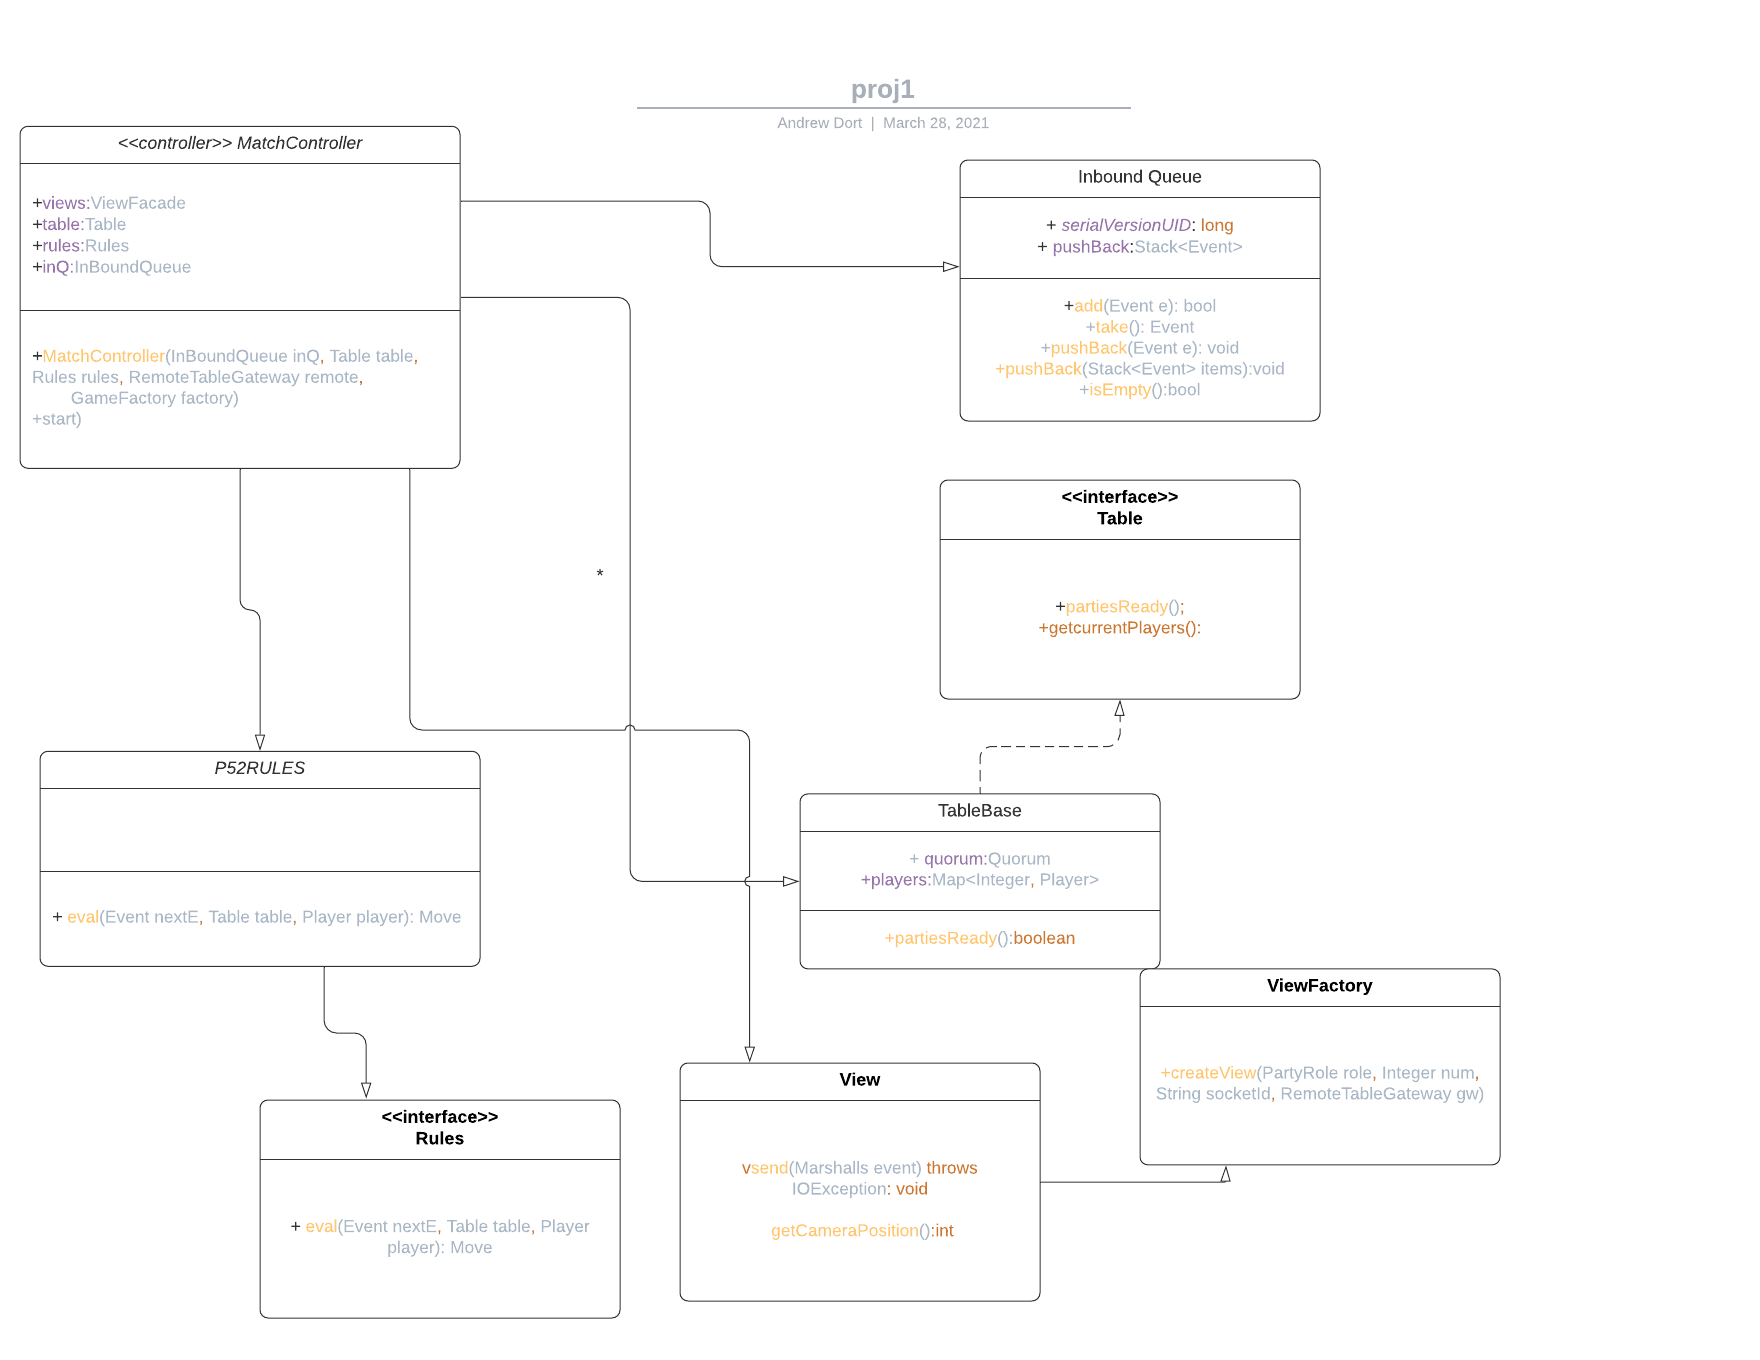 proj1
Andrew Dort | March 28, 2021
<<controller>> MatchController
+views:ViewFacade
+table:Table
+rules:Rules
+inQ:InBoundQueue
+MatchController(InBoundQueue inQ, Table table,
Rules rules, RemoteTableGateway remote,
GameFactory factory)
+start)
Inbound Queue
+ serialVersionUID: long
+ pushBack:Stack<Event>
+add(Event e): bool
+take(): Event
+pushBack(Event e): void
+pushBack(Stack<Event> items):void
+isEmpty():bool
<<interface>>
Table
+partiesReady();
+getcurrentPlayers():
*
P52RULES
+ eval(Event nextE, Table table, Player player): Move
TableBase
+ quorum:Quorum
+players:Map<Integer, Player>
+partiesReady():boolean
ViewFactory
+createView(PartyRole role, Integer num,
String socketId, RemoteTableGateway gw)
View
vsend(Marshalls event) throws
IOException: void
getCameraPosition():int
<<interface>>
Rules
+ eval(Event nextE, Table table, Player
player): Move